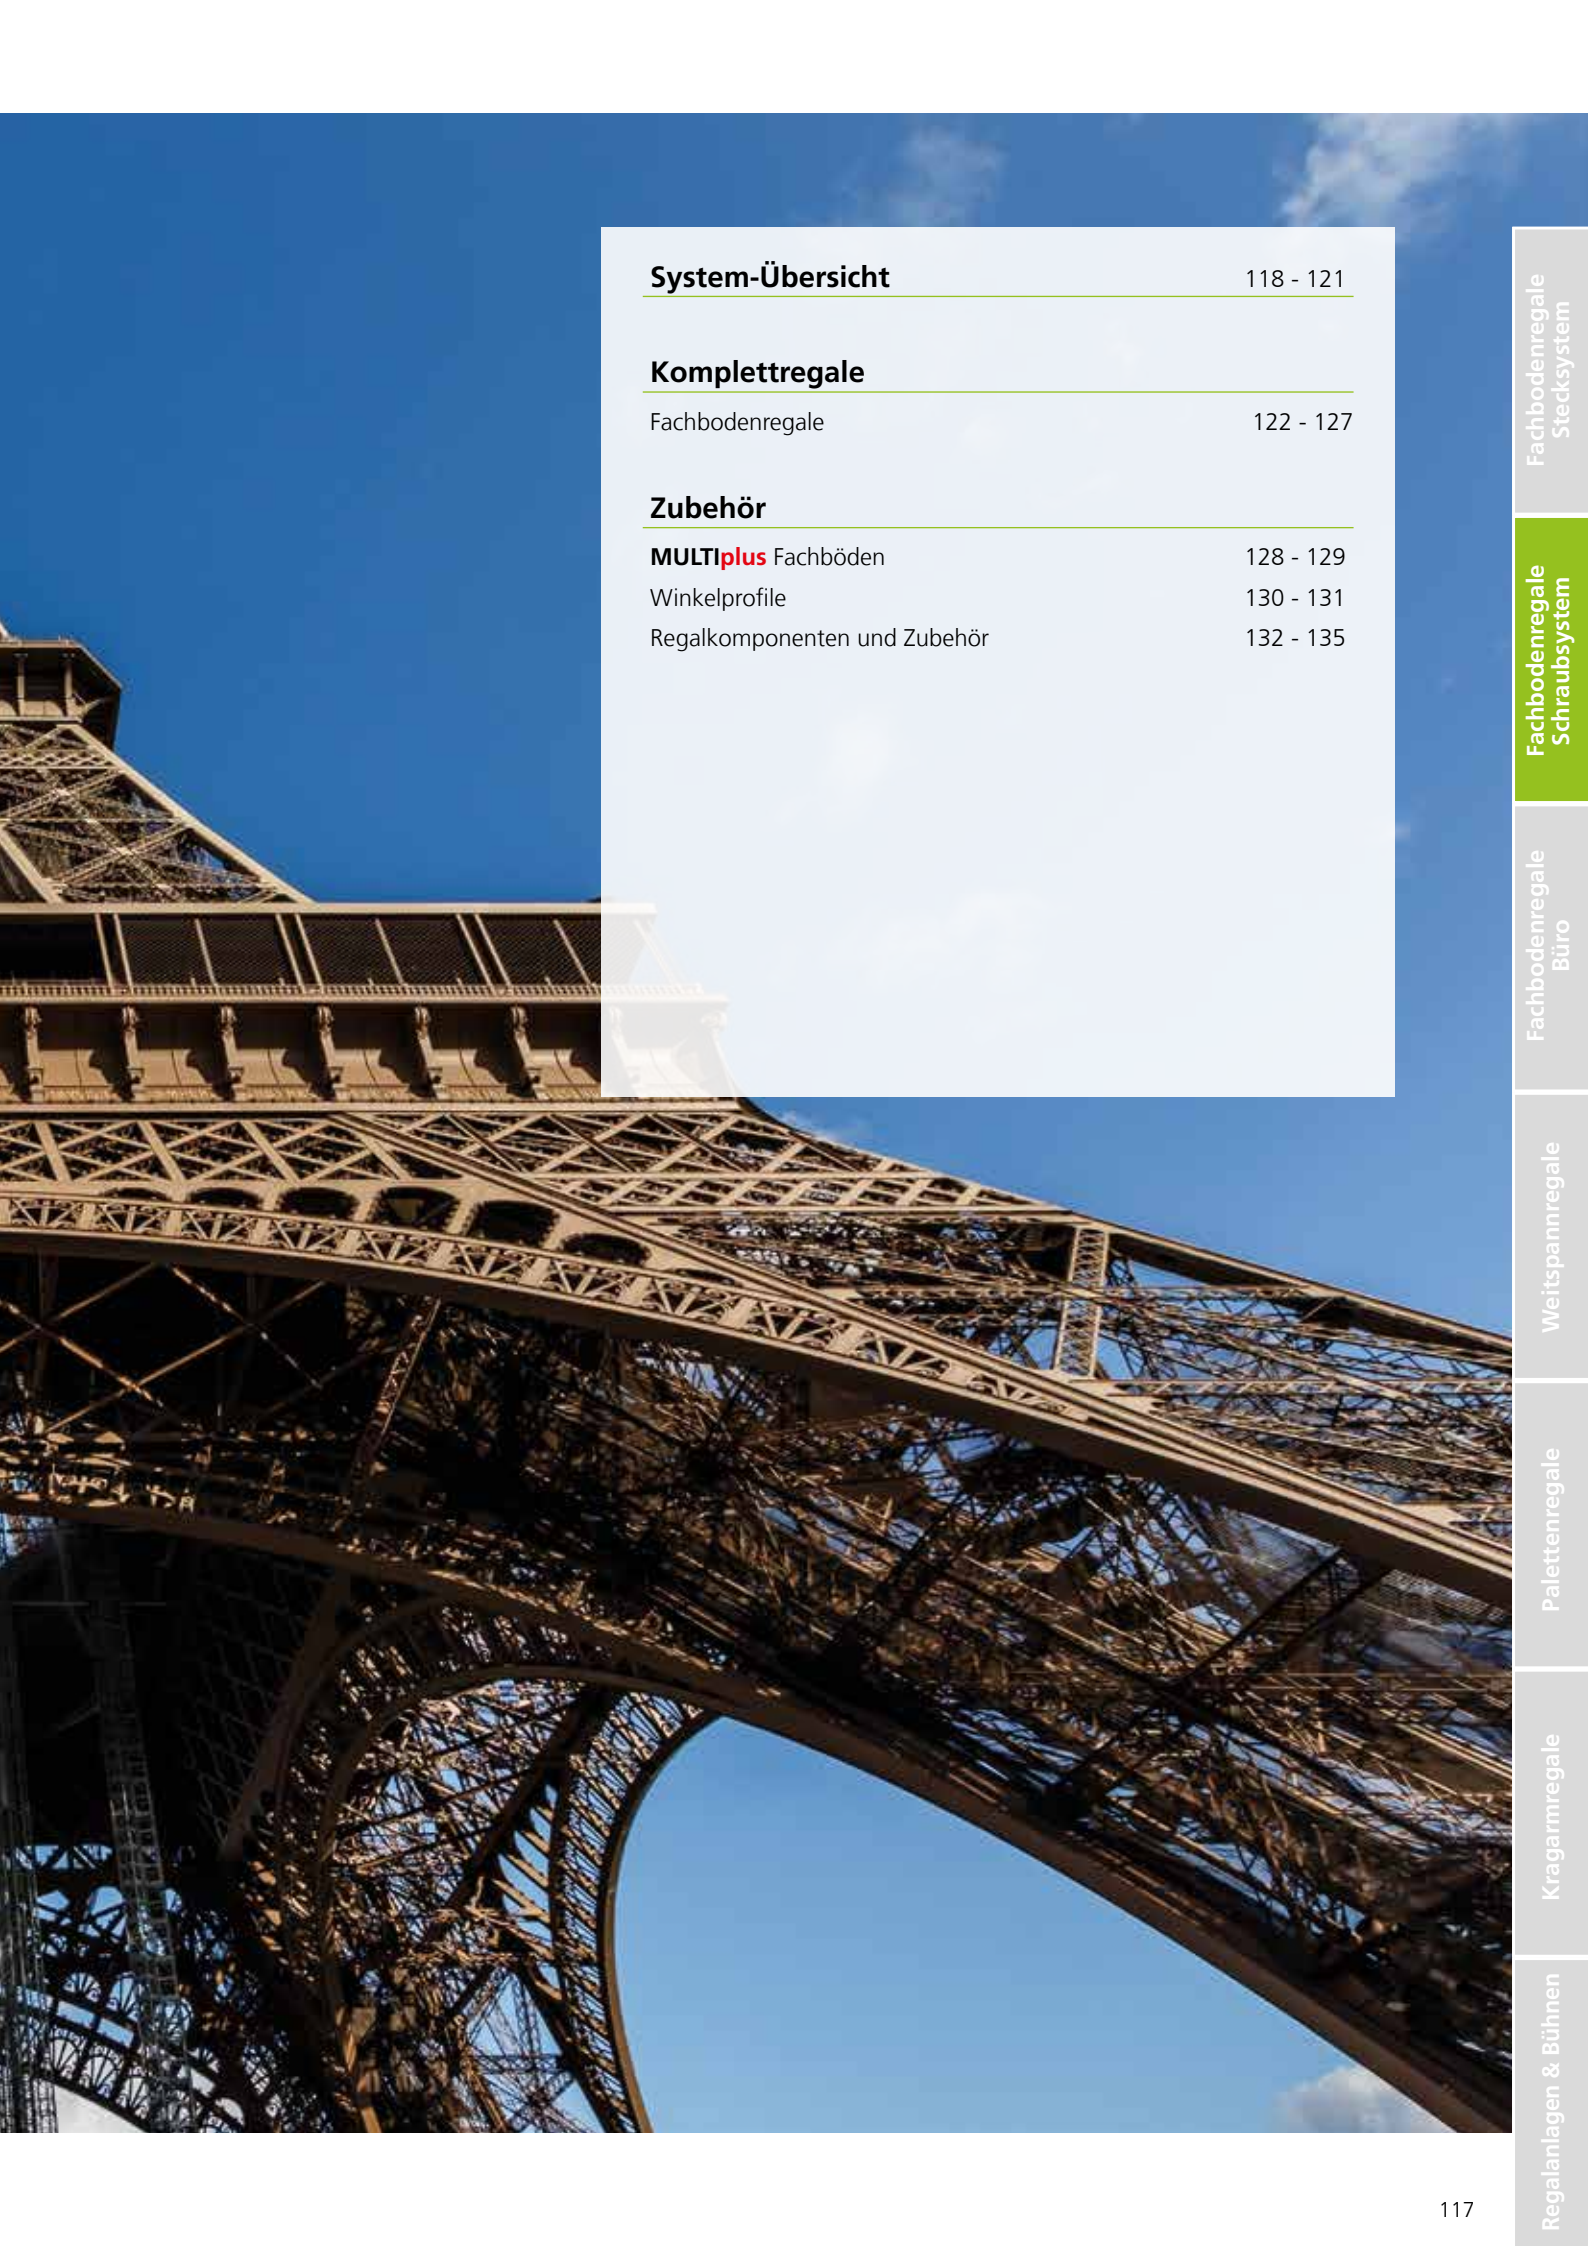 System-Übersicht 118 - 121
Komplettregale
Fachbodenregale 122 - 127
Zubehör
MULTIplus Fachböden 128 - 129
Winkelprofile 130 - 131
Regalkomponenten und Zubehör 132 - 135
Fachbodenregale
Stecksystem
Fachbodenregale
Schraubsystem
Fachbodenregale
Büro
Weitspannregale
Palettenregale
Kragarmregale
Regalanlagen & Bühnen
117